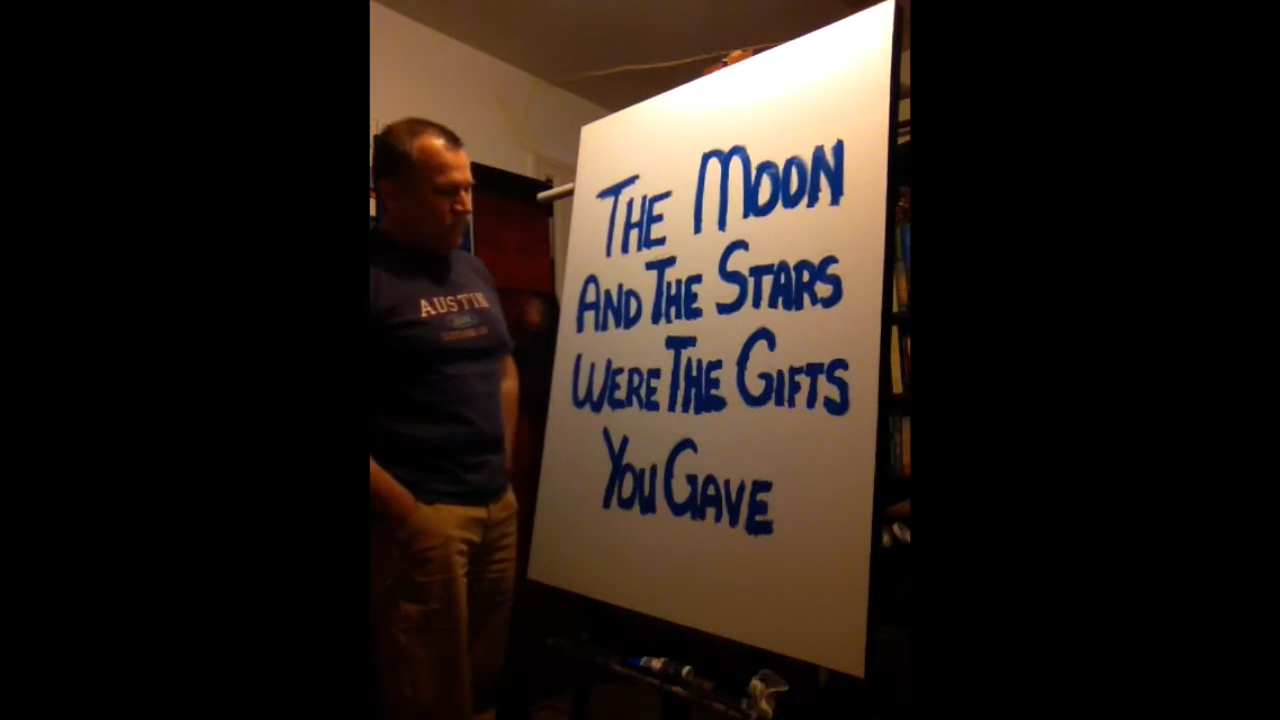 THE MOON
AND THE STARS
WERE THE GIFTS
YOU GAVE
AUSTIN